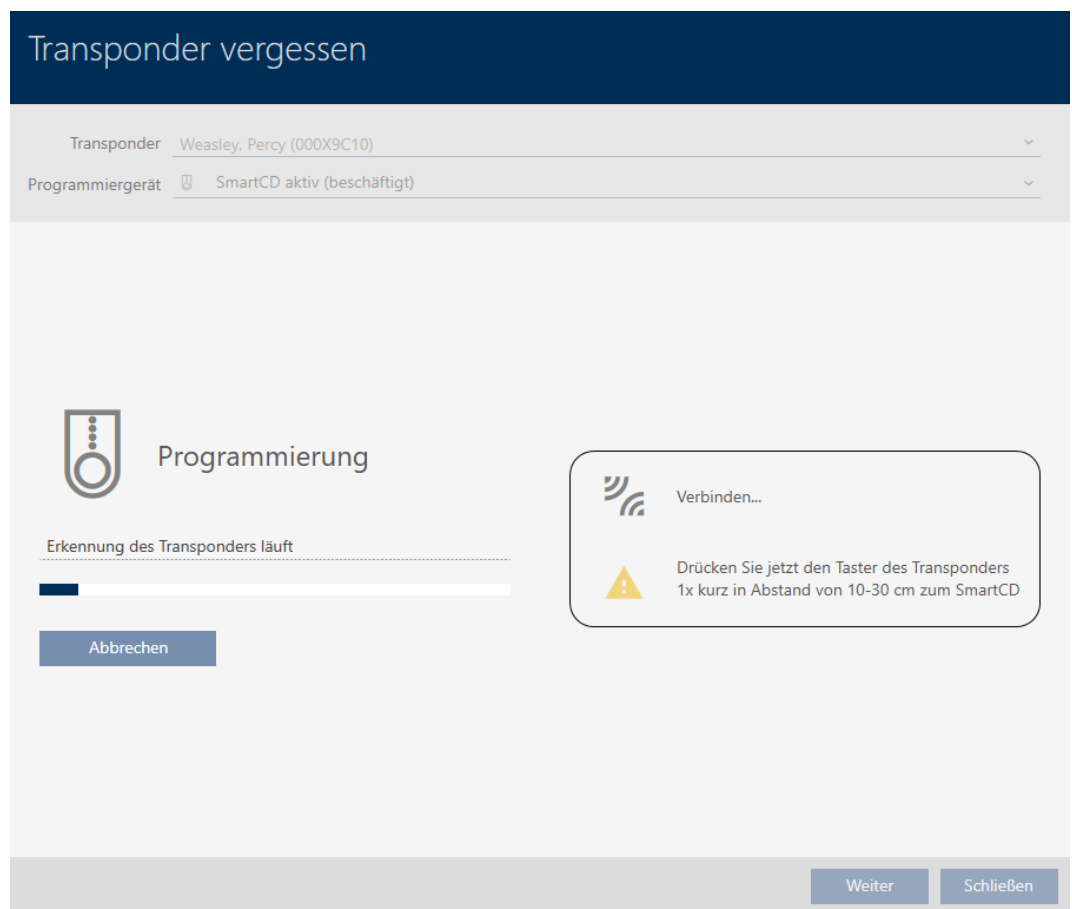 Transponder vergessen
Transponder Weasley, Percy (000X9C10)
Programmiergerät SmartCD aktiv (beschäftigt)
Programmierung
Erkennung des Transponders läuft
Abbrechen
Verbinden...
Drücken Sie jetzt den Taster des Transponders
1x kurz in Abstand von 10-30 cm zum SmartCD
Weiter Schließen